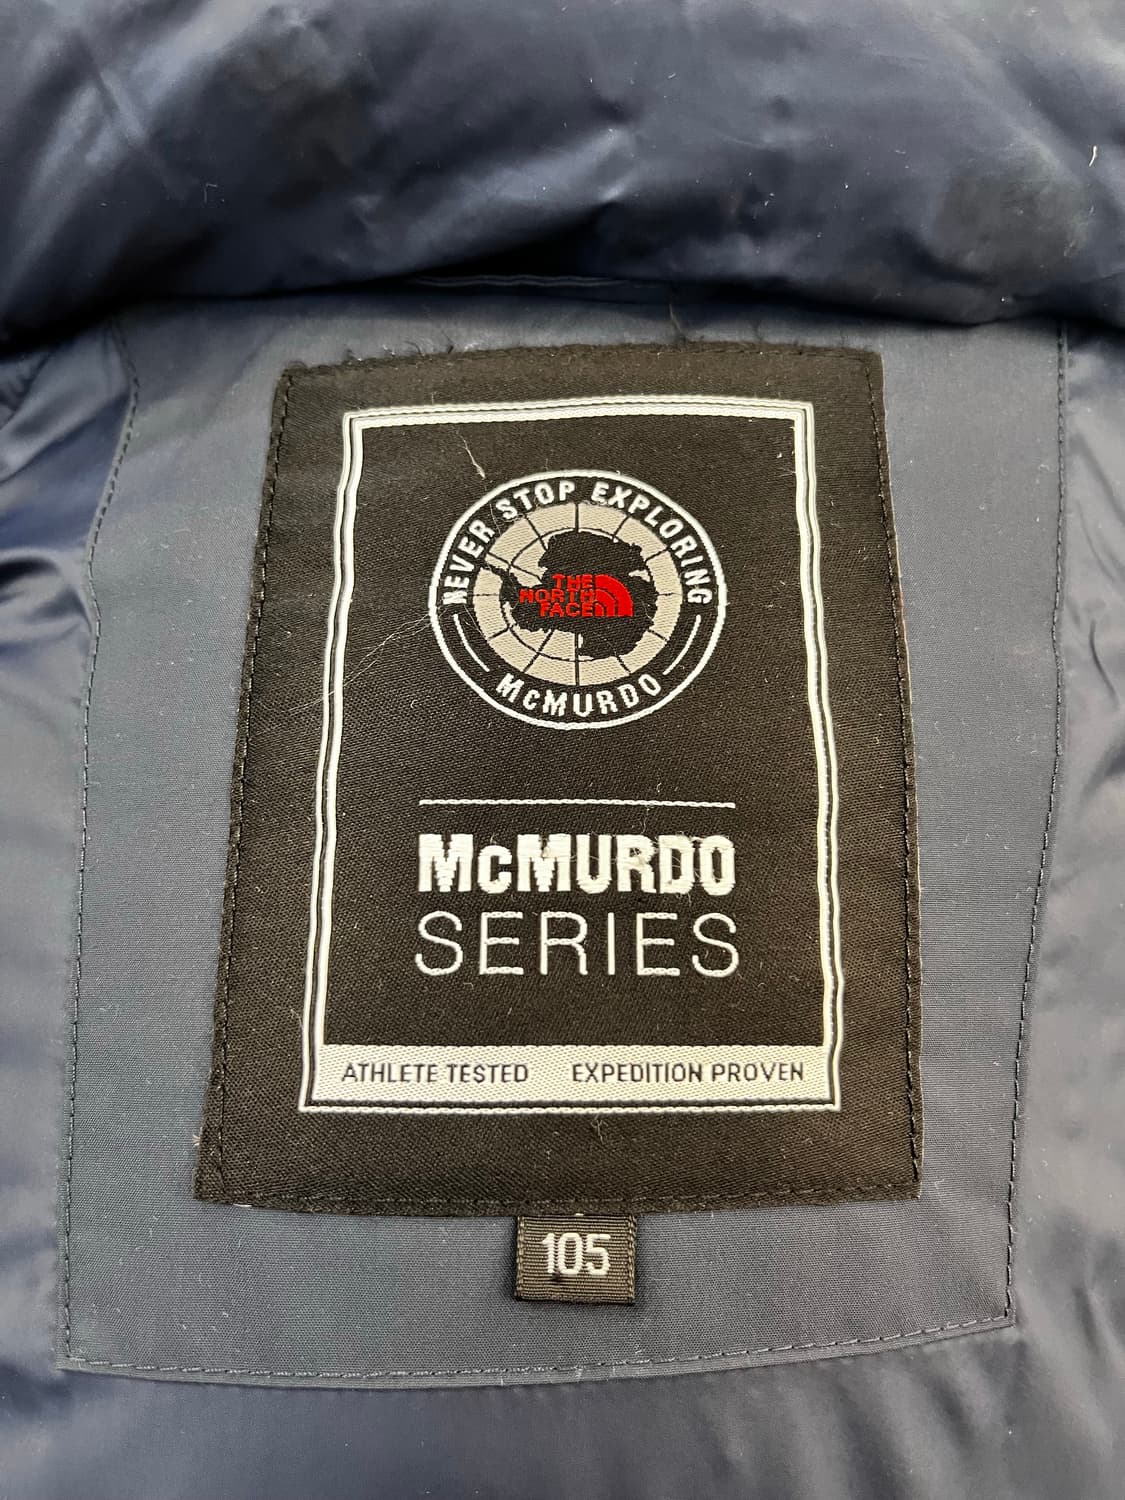 NEVER STOP EXPLORING
THE
NORTH
FACE
McMURDO
McMURDO
SERIES
ATHLETE TESTED EXPEDITION PROVEN
105